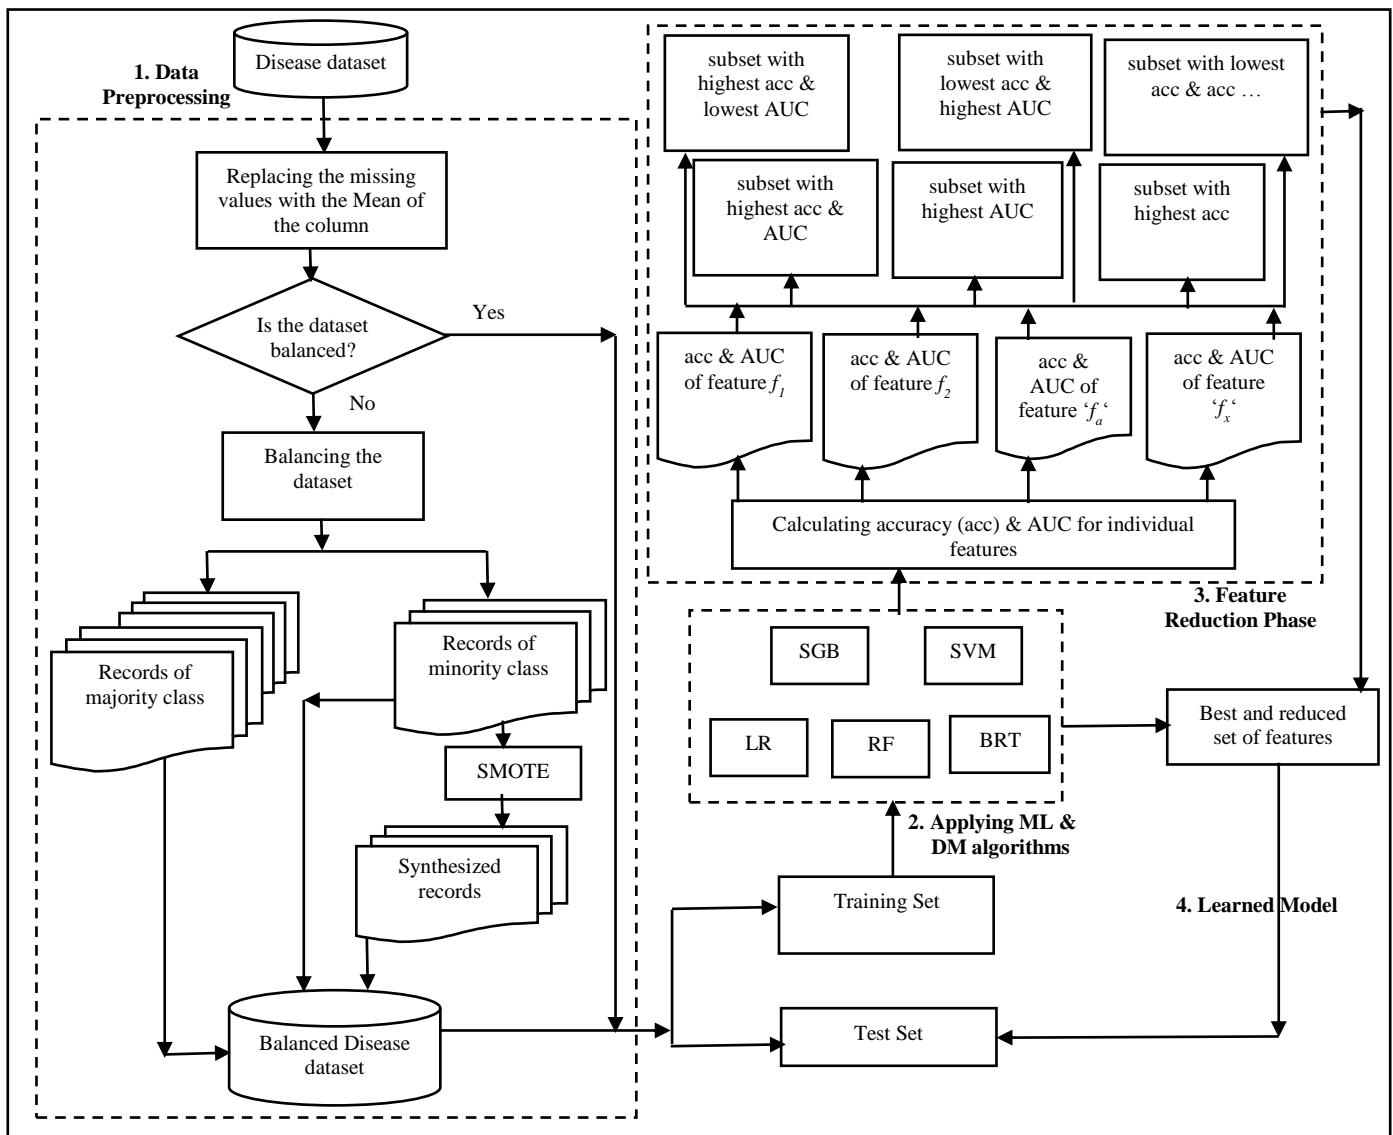 Disease dataset
1. Data
Preprocessing
Replacing the missing
values with the Mean of
the column
Is the dataset
balanced?
Yes
No
Balancing the
dataset
Records of
majority class
Records of
minority class
SMOTE
Synthesized
records
Balanced Disease
dataset
subset with
highest acc &
lowest AUC
subset with
lowest acc &
highest AUC
subset with lowest
acc & acc …
subset with
highest acc &
AUC
subset with
highest AUC
subset with
highest acc
acc & AUC
of feature f1
acc & AUC
of feature f2
acc &
AUC of
feature ‘fa‘
acc & AUC
of feature
‘fx‘
Calculating accuracy (acc) & AUC for individual
features
3. Feature
Reduction Phase
SGB
SVM
LR
RF
BRT
Best and reduced
set of features
2. Applying ML &
DM algorithms
Training Set
4. Learned Model
Test Set